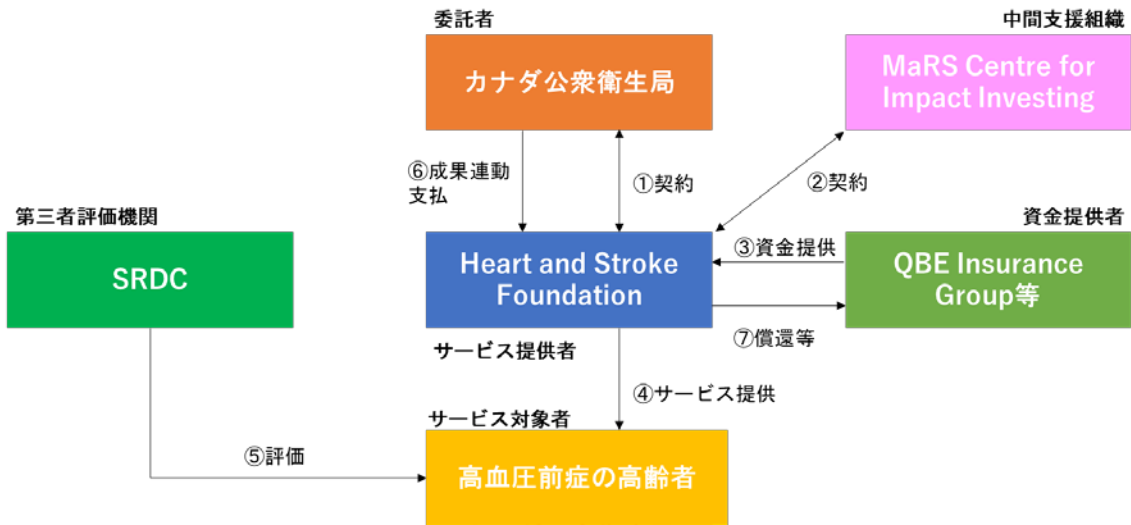 委託者
中間支援組織
カナダ公衆衛生局
MaRS Centre for
Impact Investing
⑥成果連動
支払
①契約
②契約
第三者評価機関
資金提供者
SRDC
Heart and Stroke
Foundation
③資金提供
QBE Insurance
Group等
⑦償還等
サービス提供者
④サービス提供
サービス対象者
⑤評価
高血圧前症の高齢者